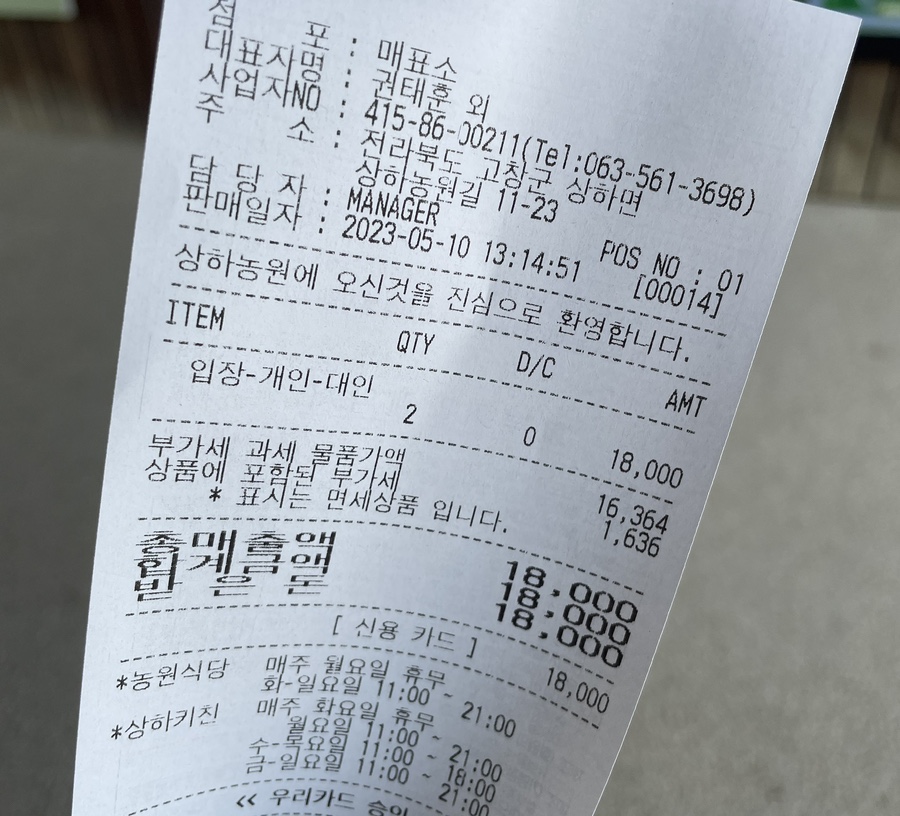 점 포 : 매표소
대표자명 : 권태훈 외
사업자NO : 415-86-00211(Tel:063-561-3698)
주 소 : 전라북도 고창군 상하면
상하농원길 11-23
담 당 자 : MANAGER POS NO : 01
판매일자 : 2023-05-10 13:14:51 [00014]
상하농원에 오신것을 진심으로 환영합니다.
ITEM QTY D/C AMT
입장-개인-대인
2 0 18,000
부가세 과세 물품가액 16,364
상품에 포함된 부가세 1,636
* 표시는 면세상품 입니다.
총매출액 18,000
합계금액 18,000
받 은 돈 18,000
[ 신용 카드 ] 18,000
*농원식당 매주 월요일 휴무
화-일요일 11:00 ~ 21:00
*상하키친 매주 화요일 휴무
월요일 11:00 ~ 21:00
수-목요일 11:00 ~ 18:00
금-일요일 11:00 ~ 21:00
<< 우리카드 승인